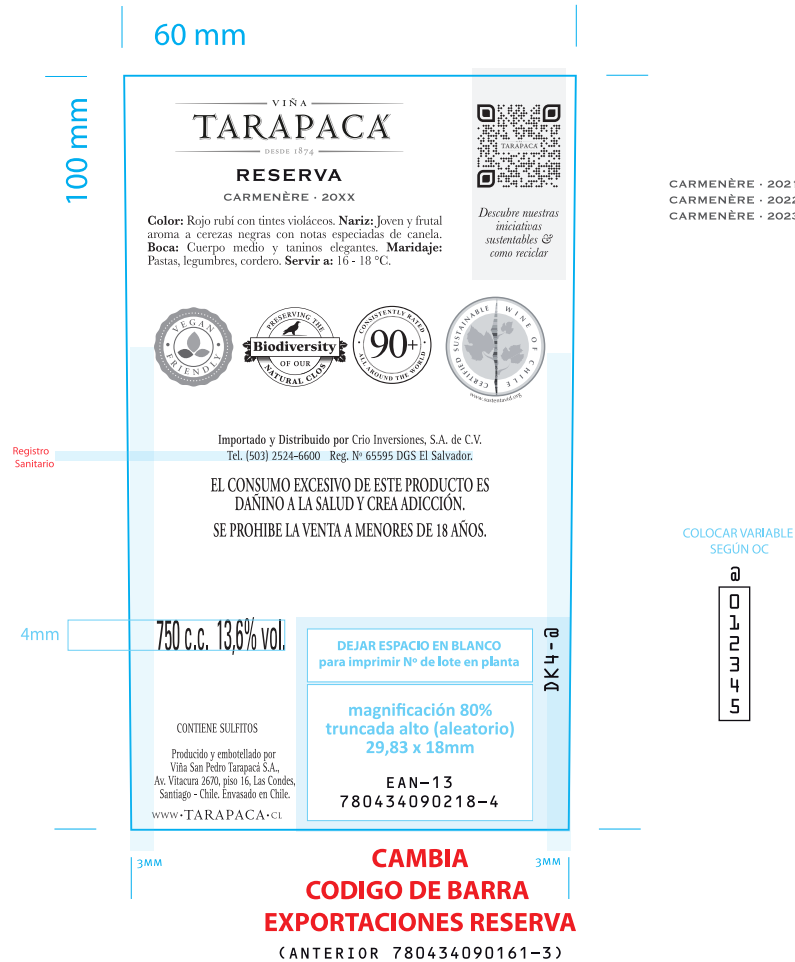 60 mm
100 mm
VIÑA
TARAPACÁ
DESDE 1874
RESERVA
CARMENÈRE · 20XX
Color: Rojo rubí con tintes violáceos. Nariz: Joven y frutal
aroma a cerezas negras con notas especiadas de canela.
Boca: Cuerpo medio y taninos elegantes. Maridaje:
Pastas, legumbres, cordero. Servir a: 16 - 18 °C.
TARAPACÁ
Descubre nuestras
iniciativas
sustentables &
como reciclar
CARMENÈRE · 2021
CARMENÈRE · 2022
CARMENÈRE · 2023
VEGAN
· FRIENDLY ·
PRESERVING THE
Biodiversity
OF OUR
NATURAL CLOS
CONSISTENTLY RATED
90+
· ALL AROUND THE WORLD ·
CERTIFIED SUSTAINABLE WINE OF CHILE
www.sustentavid.org
Registro
Sanitario
Importado y Distribuido por Crio Inversiones, S.A. de C.V.
Tel. (503) 2524-6600 Reg. Nº 65595 DGS El Salvador.
EL CONSUMO EXCESIVO DE ESTE PRODUCTO ES
DAÑINO A LA SALUD Y CREA ADICCIÓN.
SE PROHIBE LA VENTA A MENORES DE 18 AÑOS.
COLOCAR VARIABLE
SEGÚN OC
@
0
1
2
3
4
5
4mm
750 c.c. 13,6% vol.
DEJAR ESPACIO EN BLANCO
para imprimir Nº de lote en planta
DK4-@
magnificación 80%
truncada alto (aleatorio)
29,83 x 18mm
EAN-13
780434090218-4
CONTIENE SULFITOS
Producido y embotellado por
Viña San Pedro Tarapacá S.A.,
Av. Vitacura 2670, piso 16, Las Condes,
Santiago - Chile. Envasado en Chile.
WWW·TARAPACA·CL
3MM
3MM
CAMBIA
CODIGO DE BARRA
EXPORTACIONES RESERVA
(ANTERIOR 780434090161-3)